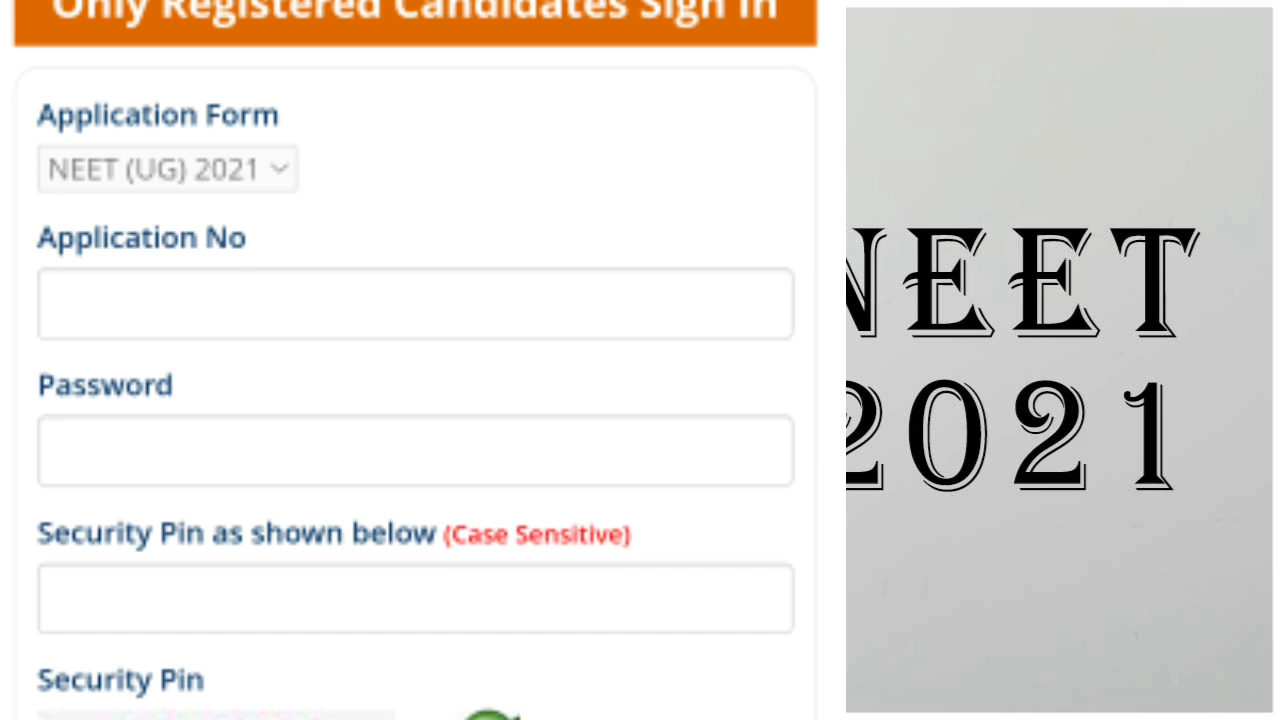 Only Registered Candidates Sign In
Application Form
NEET (UG) 2021
Application No
Password
Security Pin as shown below (Case Sensitive)
Security Pin
NEET
2021